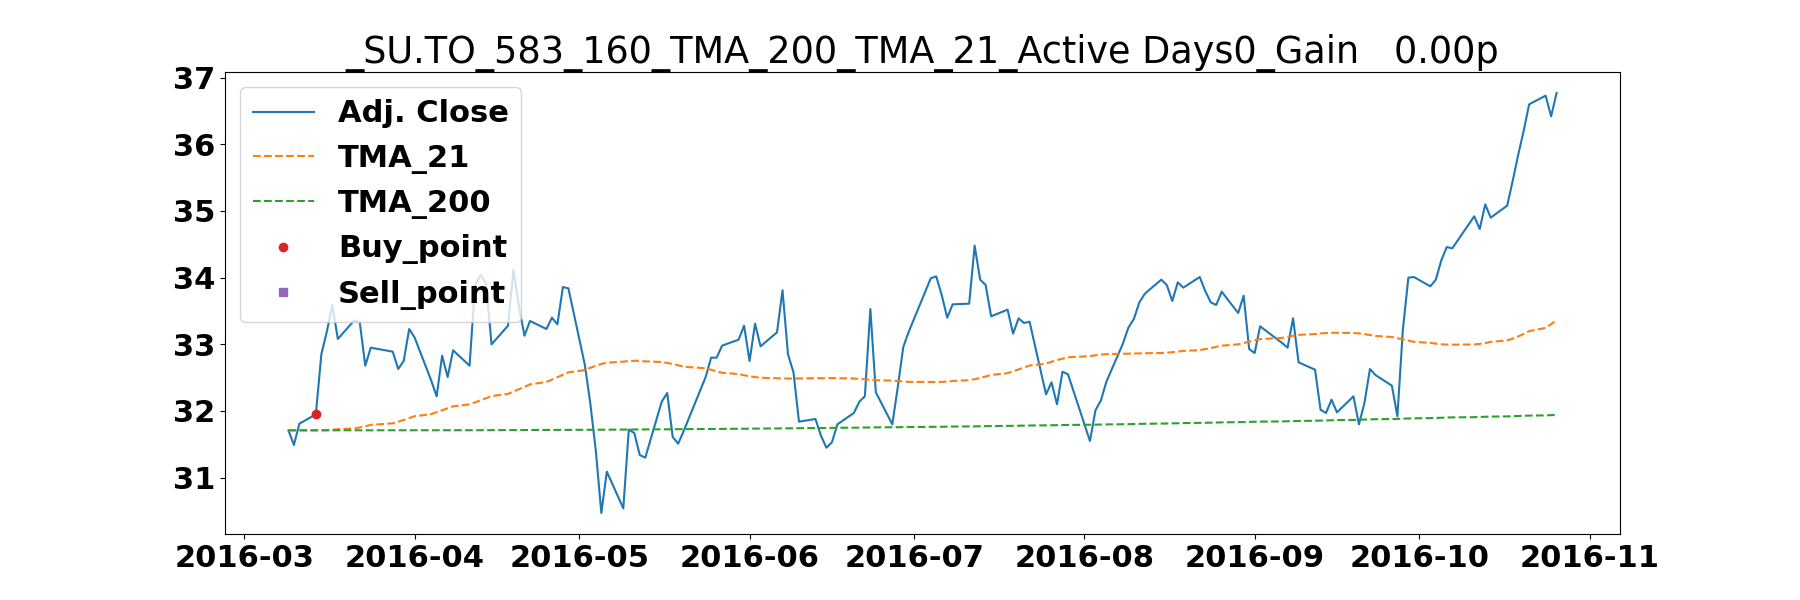 _SU.TO_583_160_TMA_200_TMA_21_Active Days0_Gain   0.00p
37
36
35
34
33
32
31
Adj. Close
TMA_21
TMA_200
Buy_point
Sell_point
2016-03 2016-04 2016-05 2016-06 2016-07 2016-08 2016-09 2016-10 2016-11